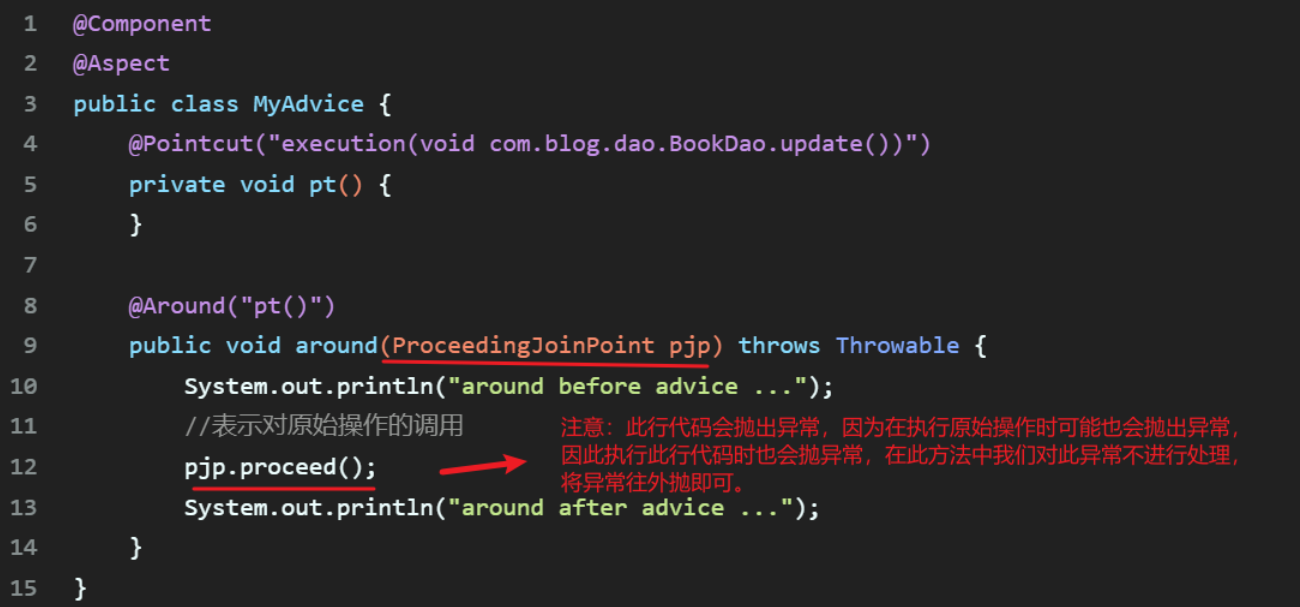 1 @Component
2 @Aspect
3 public class MyAdvice {
4 @Pointcut("execution(void com.blog.dao.BookDao.update())")
5 private void pt() {
6 }
7
8 @Around("pt()")
9 public void around(ProceedingJoinPoint pjp) throws Throwable {
10 System.out.println("around before advice ...");
11 //表示对原始操作的调用
12 pjp.proceed();
注意：此行代码会抛出异常，因为在执行原始操作时可能也会抛出异常，
因此执行此行代码时也会抛异常，在此方法中我们对此异常不进行处理，
将异常往外抛即可。
13 System.out.println("around after advice ...");
14 }
15 }